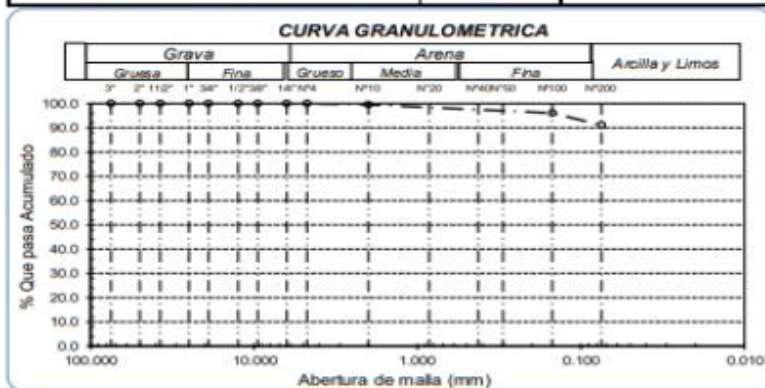 CURVA GRANULOMETRICA
Grava Arena Arcilla y Limos
Gruesa Fina Grueso Media Fina
3" 2" 1 1/2" 1" 3/4" 1/2" 3/8" 1/4" Nº4 Nº10 Nº20 Nº40 Nº50 Nº100 Nº200
100.0
90.0
80.0
70.0
60.0
50.0
40.0
30.0
20.0
10.0
0.0
% Que pasa Acumulado
100.000 10.000 1.000 0.100 0.010
Abertura de malla (mm)